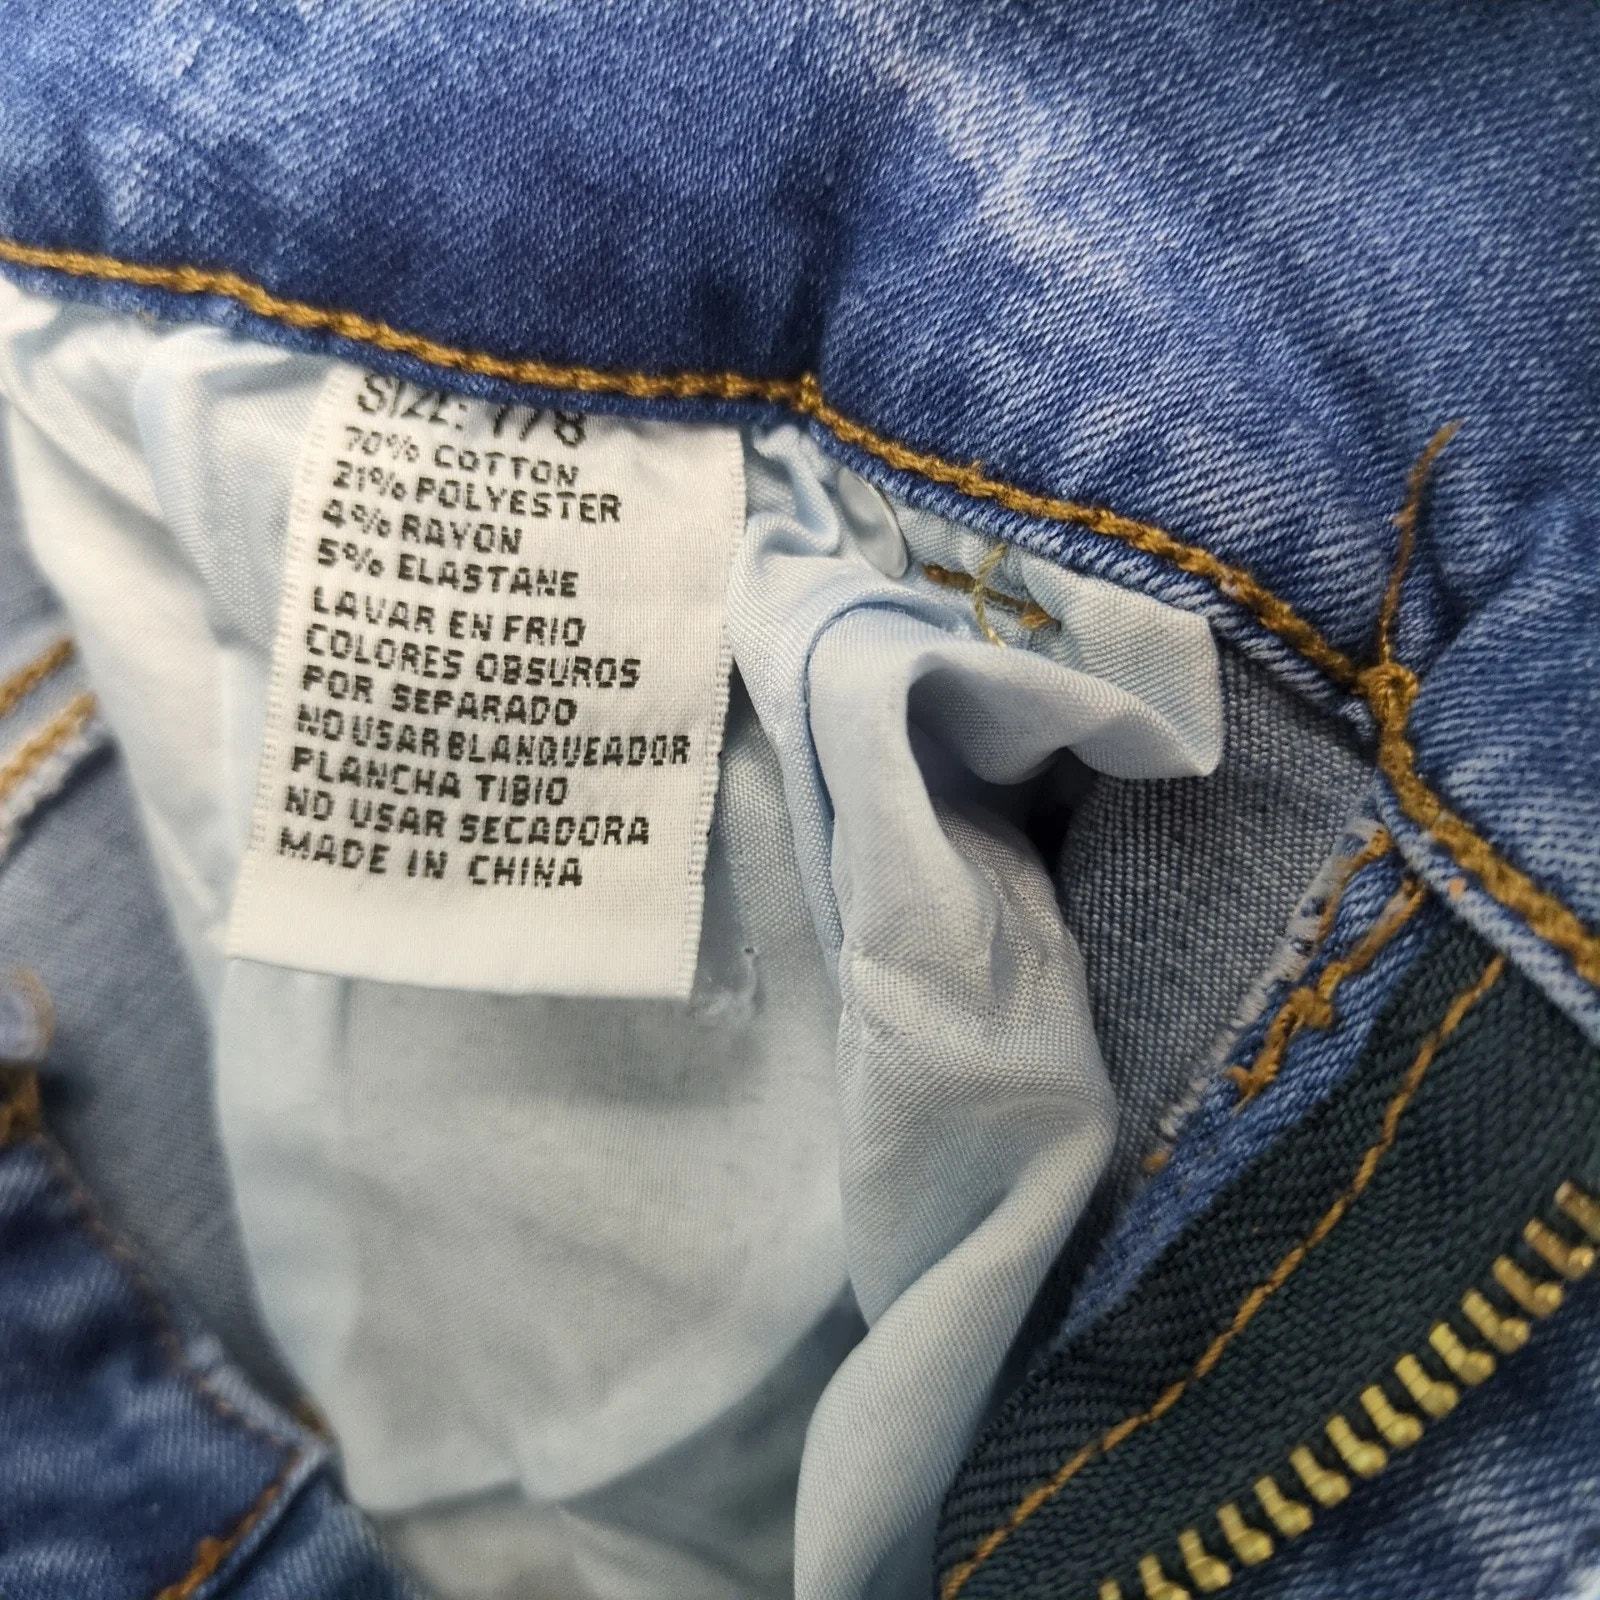 SIZE: 7/8
70% COTTON
21% POLYESTER
4% RAYON
5% ELASTANE
LAVAR EN FRIO
COLORES OBSUROS
POR SEPARADO
NO USAR BLANQUEADOR
PLANCHA TIBIO
NO USAR SECADORA
MADE IN CHINA